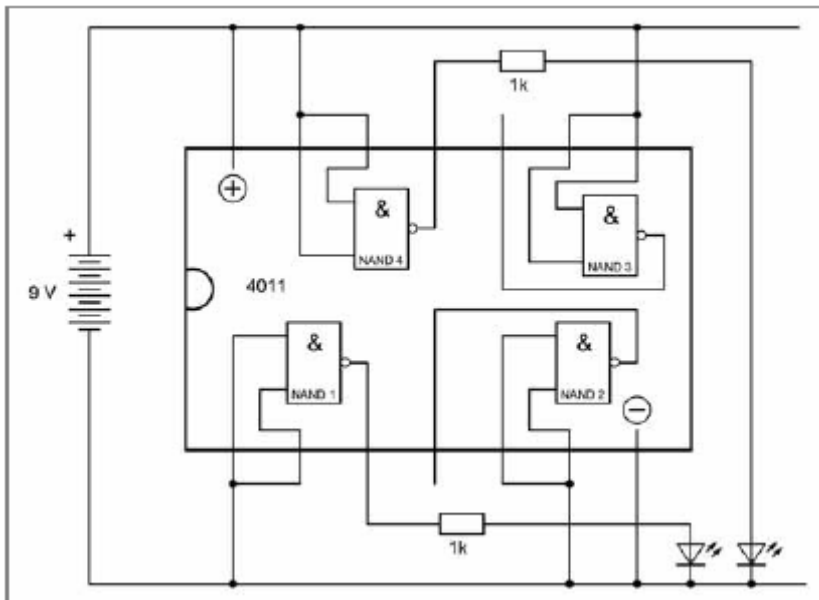 1k
+
+
&
NAND 4
&
NAND 3
9 V
4011
&
NAND 1
&
NAND 2
−
1k